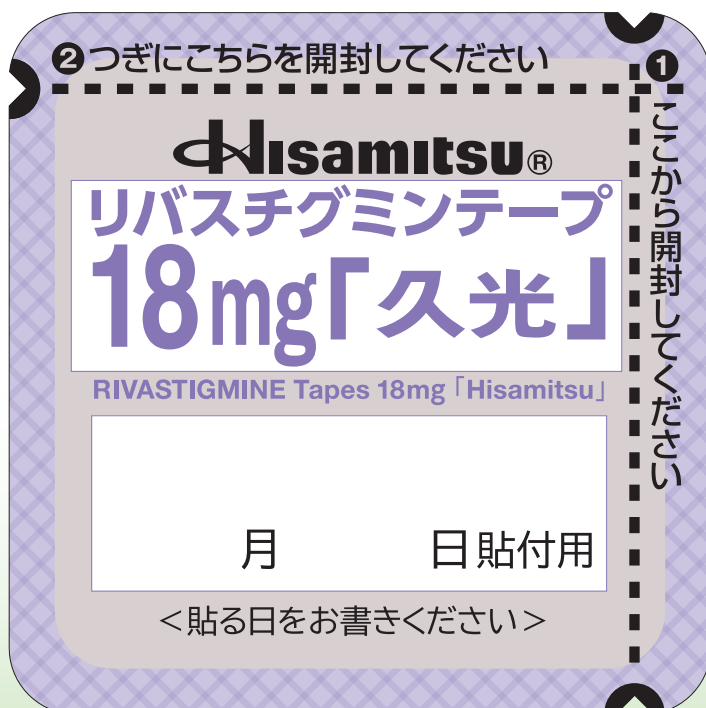 ❷つぎにこちらを開封してください
❶ここから開封してください
Hisamitsu®
リバスチグミンテープ
18mg「久光」
RIVASTIGMINE Tapes 18mg「Hisamitsu」
月 日貼付用
＜貼る日をお書きください＞